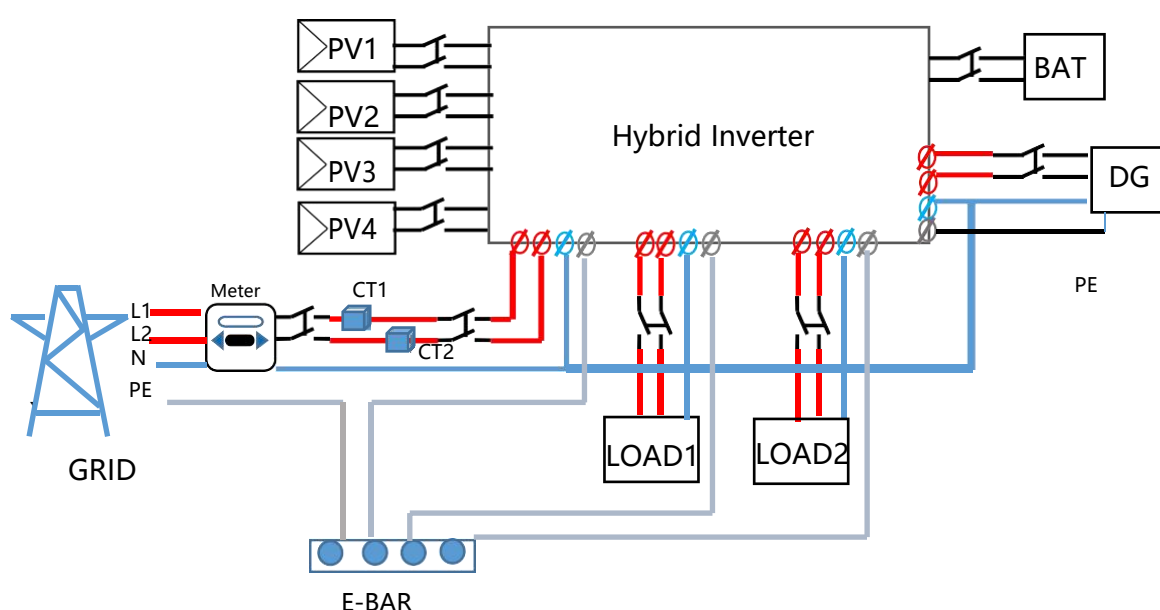 PV1
PV2
PV3
PV4
Hybrid Inverter
BAT
DG
PE
Meter
CT1
CT2
L1
L2
N
PE
GRID
LOAD1
LOAD2
E-BAR